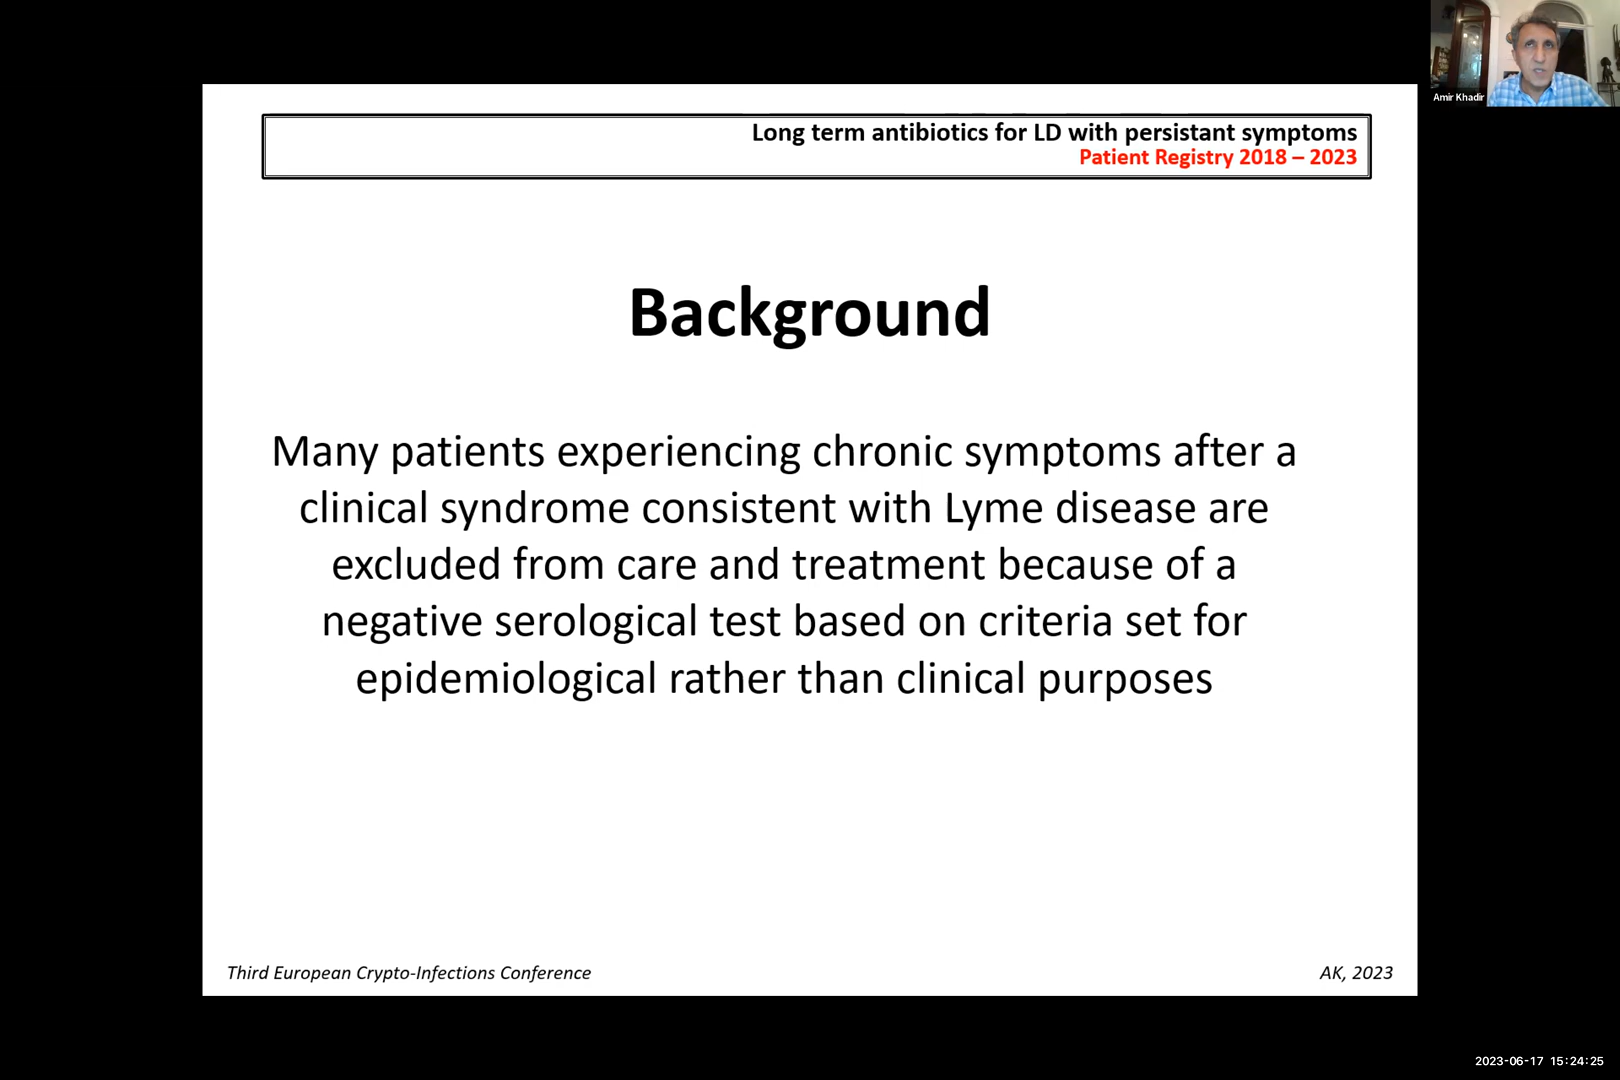 Amir Khadir
Long term antibiotics for LD with persistant symptoms
Patient Registry 2018 – 2023
Background
Many patients experiencing chronic symptoms after a
clinical syndrome consistent with Lyme disease are
excluded from care and treatment because of a
negative serological test based on criteria set for
epidemiological rather than clinical purposes
Third European Crypto-Infections Conference
AK, 2023
2023-06-17 15:24:25